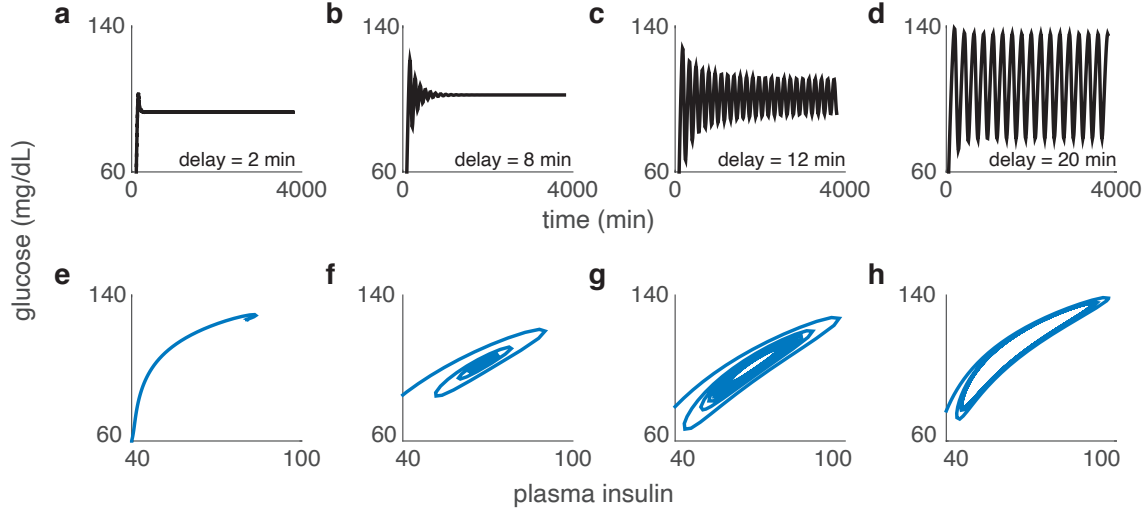 a b c d
140 140 140 140
glucose (mg/dL)
delay = 2 min delay = 8 min delay = 12 min delay = 20 min
60 60 60 60
0 4000 0 4000 0 4000 0 4000
time (min)
e f g h
140 140 140 140
60 60 60 60
40 100 40 100 40 100 40 100
plasma insulin